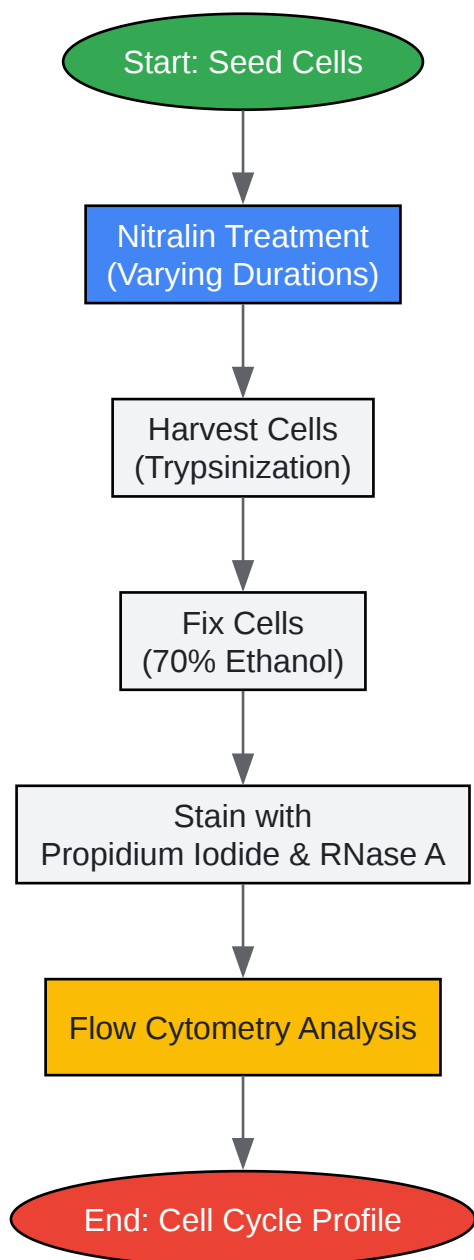 Start: Seed Cells
Nitralin Treatment
(Varying Durations)
Harvest Cells
(Trypsinization)
Fix Cells
(70% Ethanol)
Stain with
Propidium Iodide & RNase A
Flow Cytometry Analysis
End: Cell Cycle Profile